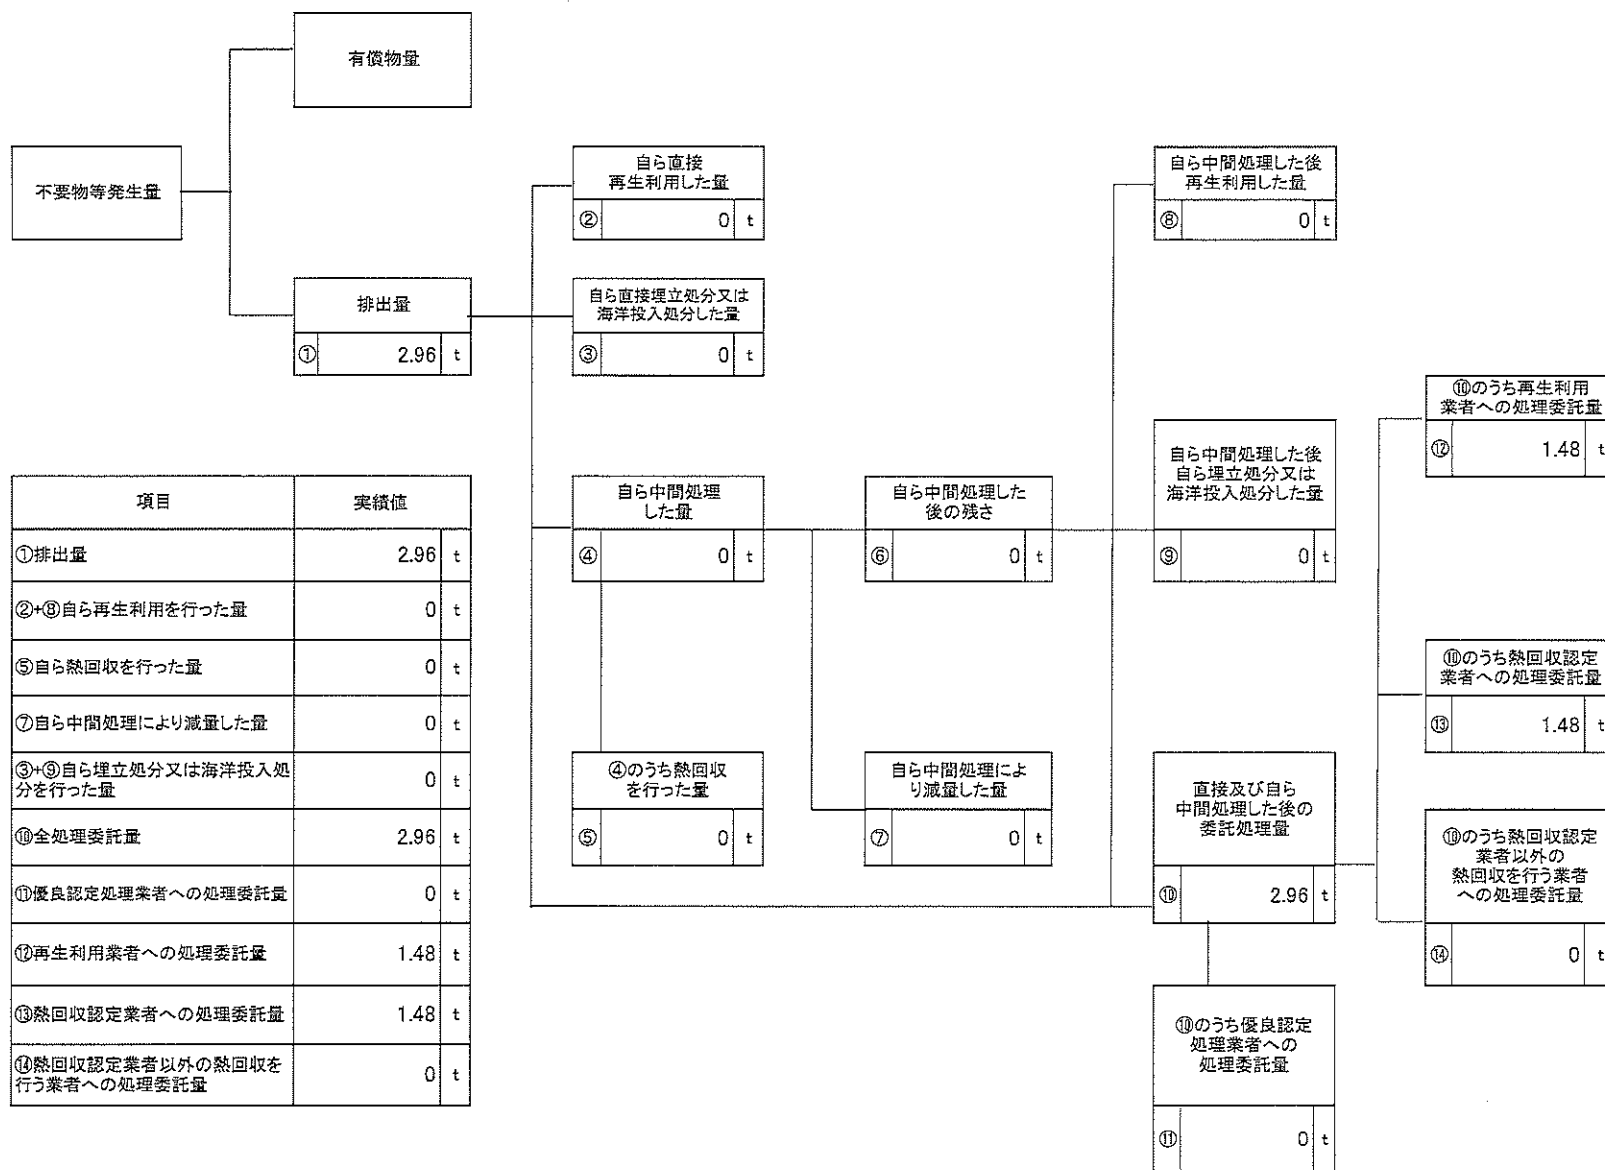 有償物量
不要物等発生量
排出量
① 2.96 t
自ら直接
再生利用した量
② 0 t
自ら直接埋立処分又は
海洋投入処分した量
③ 0 t
自ら中間処理
した量
④ 0 t
④のうち熱回収
を行った量
⑤ 0 t
自ら中間処理した
後の残さ
⑥ 0 t
自ら中間処理によ
り減量した量
⑦ 0 t
自ら中間処理した後
再生利用した量
⑧ 0 t
自ら中間処理した後
自ら埋立処分又は
海洋投入処分した量
⑨ 0 t
直接及び自ら
中間処理した後の
委託処理量
⑩ 2.96 t
⑩のうち優良認定
処理業者への
処理委託量
⑪ 0 t
⑩のうち再生利用
業者への処理委託量
⑫ 1.48 t
⑩のうち熱回収認定
業者への処理委託量
⑬ 1.48 t
⑩のうち熱回収認定
業者以外の
熱回収を行う業者
への処理委託量
⑭ 0 t
項目 実績値
①排出量 2.96 t
②+⑧自ら再生利用を行った量 0 t
⑤自ら熱回収を行った量 0 t
⑦自ら中間処理により減量した量 0 t
③+⑨自ら埋立処分又は海洋投入処
分を行った量 0 t
⑩全処理委託量 2.96 t
⑪優良認定処理業者への処理委託量 0 t
⑫再生利用業者への処理委託量 1.48 t
⑬熱回収認定業者への処理委託量 1.48 t
⑭熱回収認定業者以外の熱回収を
行う業者への処理委託量 0 t